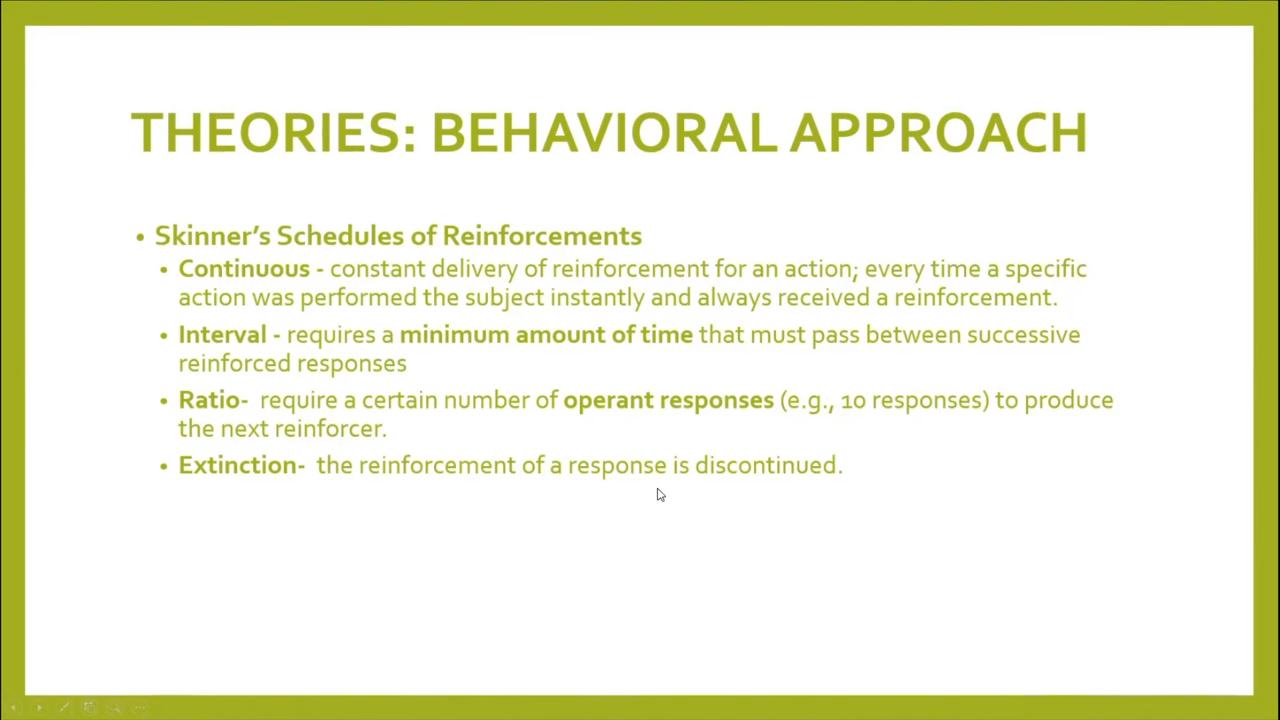 THEORIES: BEHAVIORAL APPROACH
• Skinner’s Schedules of Reinforcements
• Continuous - constant delivery of reinforcement for an action; every time a specific
action was performed the subject instantly and always received a reinforcement.
• Interval - requires a minimum amount of time that must pass between successive
reinforced responses
• Ratio-  require a certain number of operant responses (e.g., 10 responses) to produce
the next reinforcer.
• Extinction-  the reinforcement of a response is discontinued.